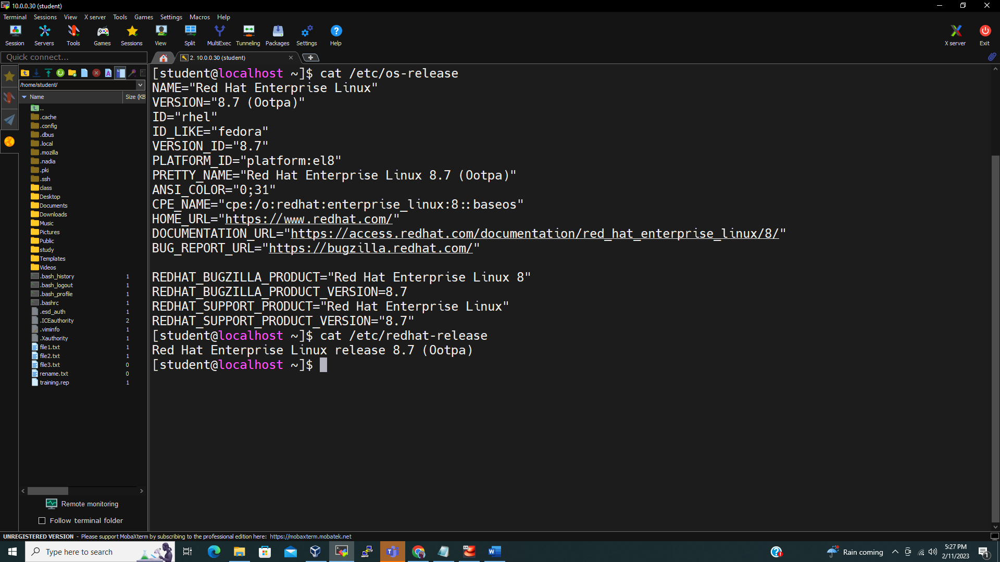 10.0.0.30 (student)
Terminal Sessions View X server Tools Games Settings Macros Help
Session Servers Tools Games Sessions View Split MultiExec Tunneling Packages Settings Help X server Exit
Quick connect...
2. 10.0.0.30 (student)
/home/student/
Name Size (KB
..
.cache
.config
.dbus
.local
.mozilla
.nadia
.pki
.ssh
class
Desktop
Documents
Downloads
Music
Pictures
Public
study
Templates
Videos
.bash_history 1
.bash_logout 1
.bash_profile 1
.bashrc 1
.esd_auth 1
.ICEauthority 2
.viminfo 1
.Xauthority 1
file1.txt 1
file2.txt 1
file3.txt 0
rename.txt 0
training.rep 1
Remote monitoring
Follow terminal folder
[student@localhost ~]$ cat /etc/os-release
NAME="Red Hat Enterprise Linux"
VERSION="8.7 (Ootpa)"
ID="rhel"
ID_LIKE="fedora"
VERSION_ID="8.7"
PLATFORM_ID="platform:el8"
PRETTY_NAME="Red Hat Enterprise Linux 8.7 (Ootpa)"
ANSI_COLOR="0;31"
CPE_NAME="cpe:/o:redhat:enterprise_linux:8::baseos"
HOME_URL="https://www.redhat.com/"
DOCUMENTATION_URL="https://access.redhat.com/documentation/red_hat_enterprise_linux/8/"
BUG_REPORT_URL="https://bugzilla.redhat.com/"
REDHAT_BUGZILLA_PRODUCT="Red Hat Enterprise Linux 8"
REDHAT_BUGZILLA_PRODUCT_VERSION=8.7
REDHAT_SUPPORT_PRODUCT="Red Hat Enterprise Linux"
REDHAT_SUPPORT_PRODUCT_VERSION="8.7"
[student@localhost ~]$ cat /etc/redhat-release
Red Hat Enterprise Linux release 8.7 (Ootpa)
[student@localhost ~]$
UNREGISTERED VERSION - Please support MobaXterm by subscribing to the professional edition here: https://mobaxterm.mobatek.net
Type here to search
Rain coming
5:27 PM
2/11/2023
1